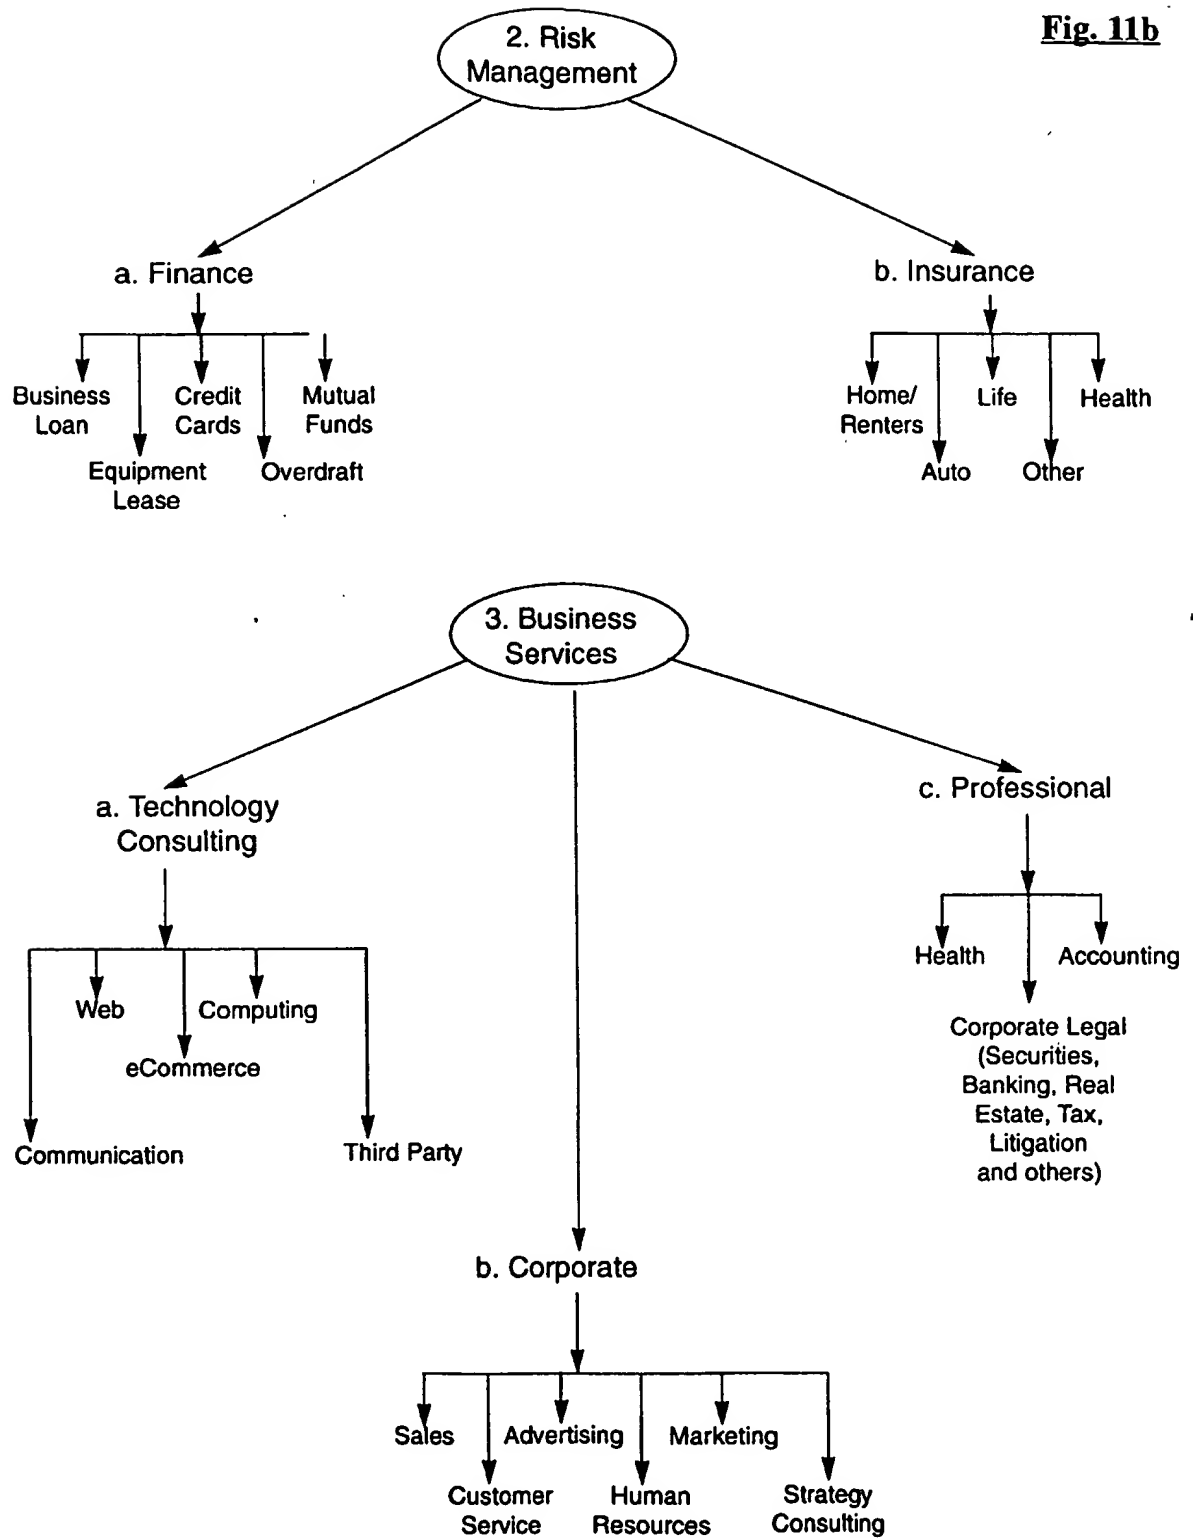 Fig. 11b
2. Risk
Management
a. Finance
b. Insurance
Business
Loan
Equipment
Lease
Credit
Cards
Overdraft
Mutual
Funds
Home/
Renters
Auto
Life
Other
Health
3. Business
Services
a. Technology
Consulting
c. Professional
Communication
Web
eCommerce
Computing
Third Party
Health
Corporate Legal
(Securities,
Banking, Real
Estate, Tax,
Litigation
and others)
Accounting
b. Corporate
Sales
Customer
Service
Advertising
Human
Resources
Marketing
Strategy
Consulting